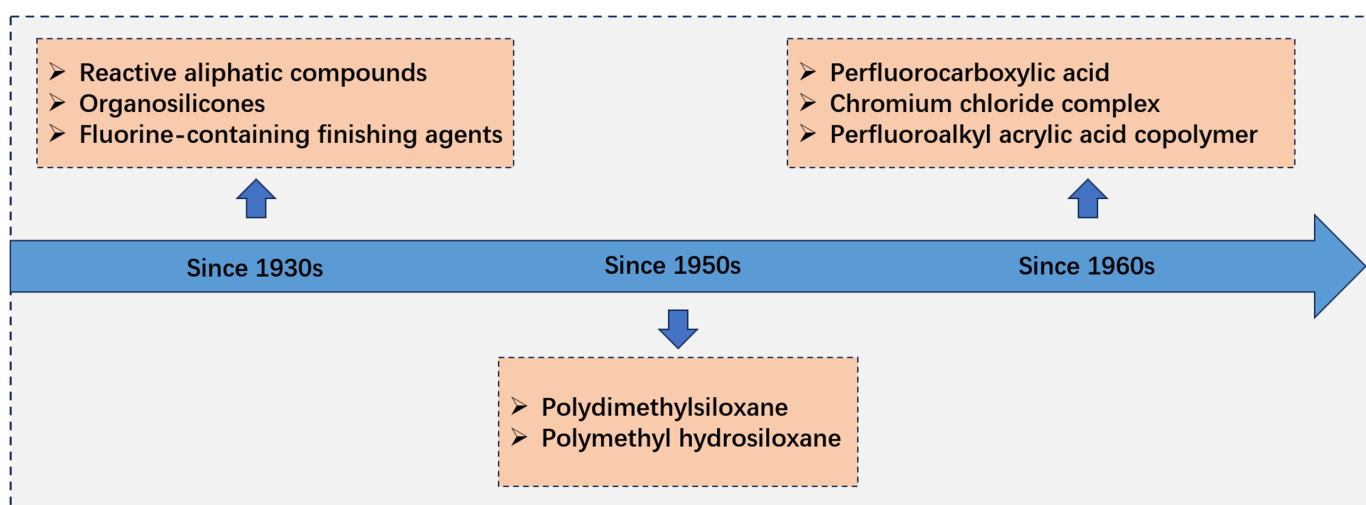 Reactive aliphatic compounds
Organosilicones
Fluorine-containing finishing agents
Perfluorocarboxylic acid
Chromium chloride complex
Perfluoroalkyl acrylic acid copolymer
Since 1930s
Since 1950s
Since 1960s
Polydimethylsiloxane
Polymethyl hydrosiloxane